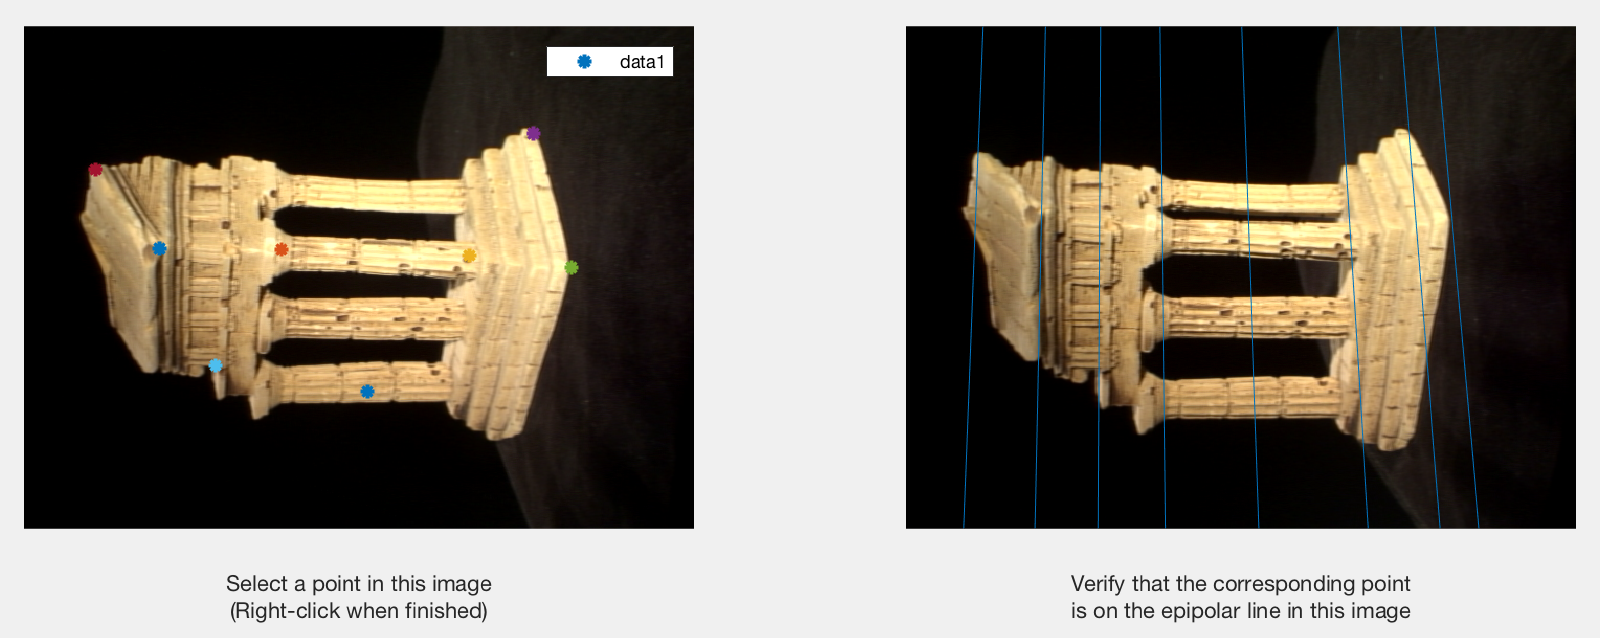 data1
Select a point in this image
(Right-click when finished)
Verify that the corresponding point
is on the epipolar line in this image